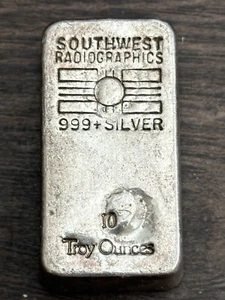 SOUTHWEST
RADIOGRAPHICS
999+SILVER
10
Troy Ounces